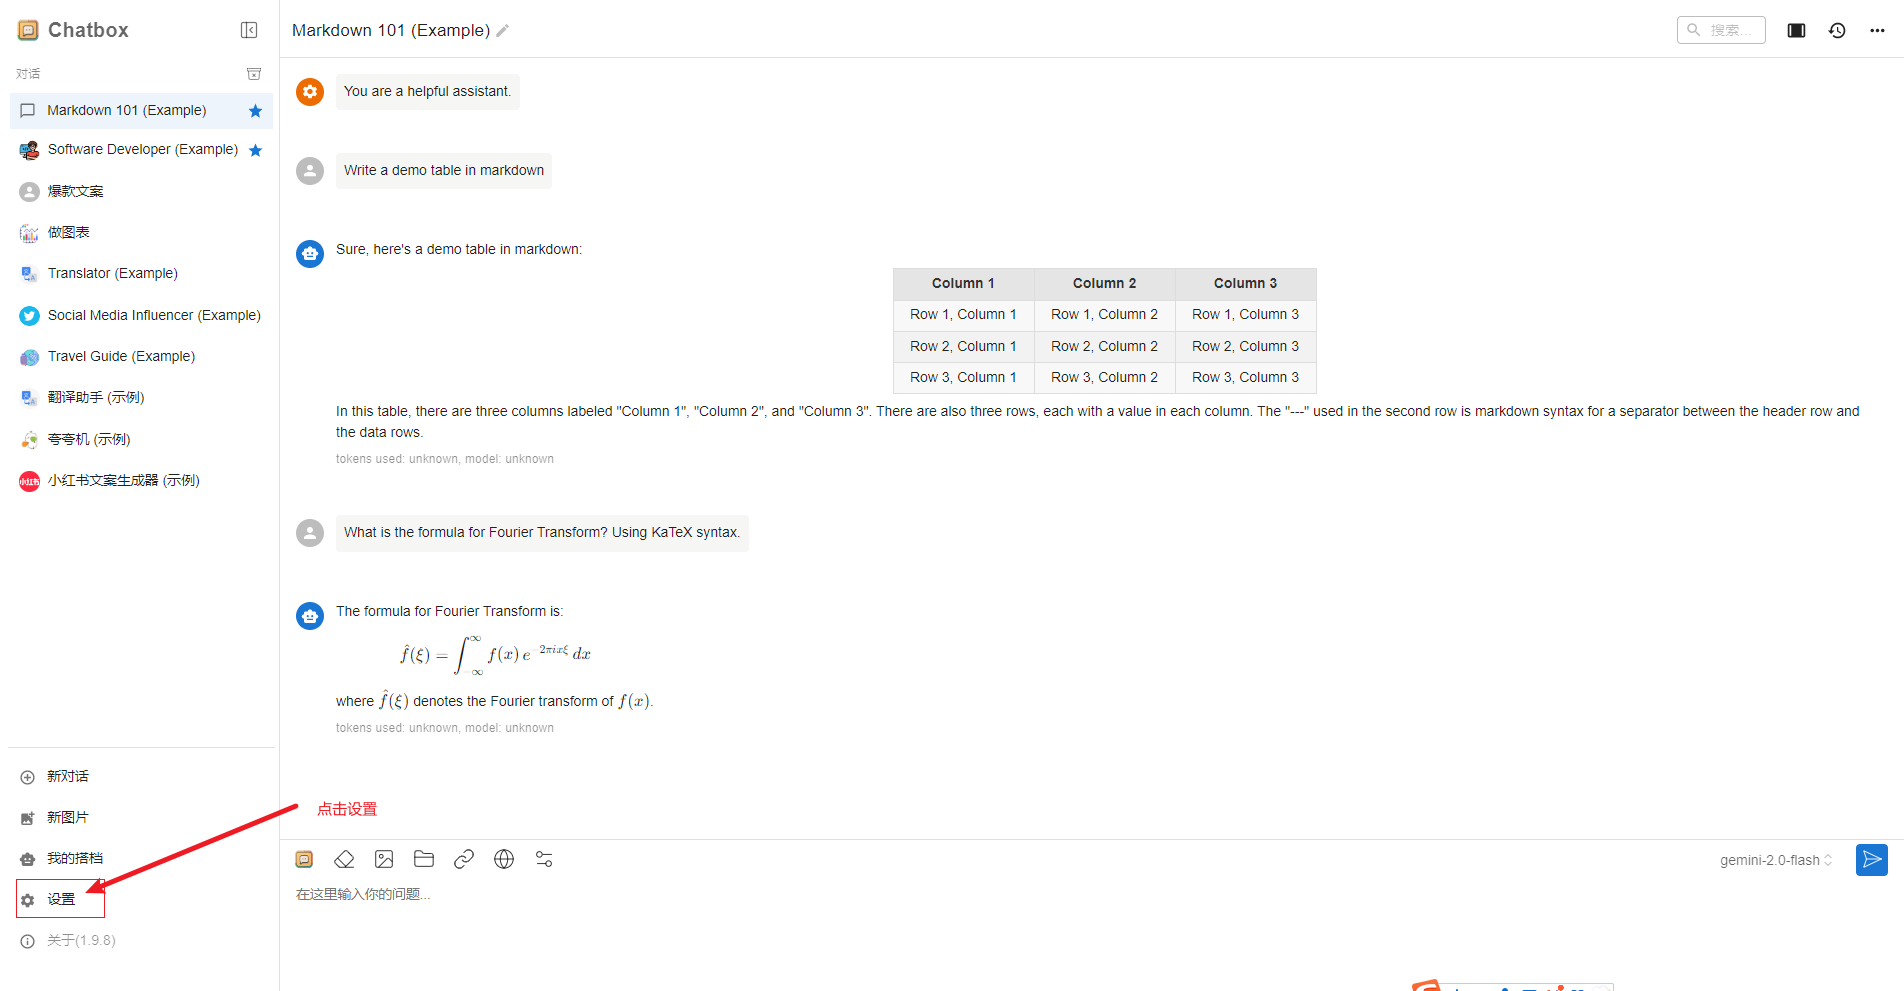 Chatbox
对话
Markdown 101 (Example)
Software Developer (Example)
爆款文案
做图表
Translator (Example)
Social Media Influencer (Example)
Travel Guide (Example)
翻译助手 (示例)
夸夸机 (示例)
小红书
小红书文案生成器 (示例)
新对话
新图片
我的搭档
设置
关于(1.9.8)
点击设置
Markdown 101 (Example)
搜索...
You are a helpful assistant.
Write a demo table in markdown
Sure, here's a demo table in markdown:
Column 1 Column 2 Column 3
Row 1, Column 1 Row 1, Column 2 Row 1, Column 3
Row 2, Column 1 Row 2, Column 2 Row 2, Column 3
Row 3, Column 1 Row 3, Column 2 Row 3, Column 3
In this table, there are three columns labeled "Column 1", "Column 2", and "Column 3". There are also three rows, each with a value in each column. The "---" used in the second row is markdown syntax for a separator between the header row and
the data rows.
tokens used: unknown, model: unknown
What is the formula for Fourier Transform? Using KaTeX syntax.
The formula for Fourier Transform is:
f̂(ξ) = ∫_{-∞}^{∞} f(x) e^{-2πixξ} dx
where f̂(ξ) denotes the Fourier transform of f(x).
tokens used: unknown, model: unknown
gemini-2.0-flash
在这里输入你的问题...